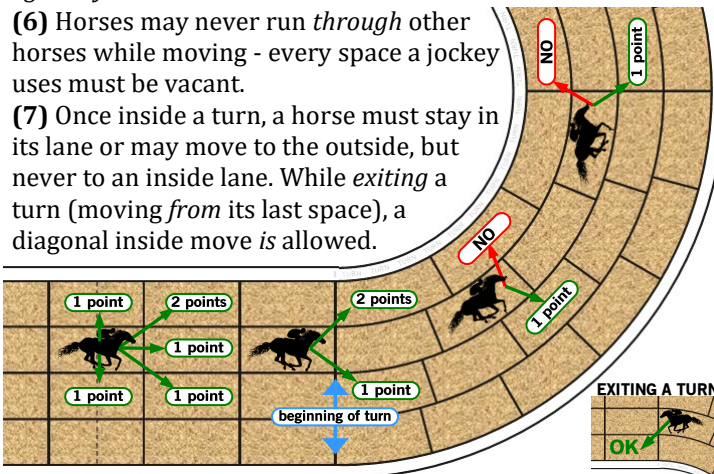 (6) Horses may never run through other
horses while moving - every space a jockey
uses must be vacant.
(7) Once inside a turn, a horse must stay in
its lane or may move to the outside, but
never to an inside lane. While exiting a
turn (moving from its last space), a
diagonal inside move is allowed.
NO
1 point
NO
1 point
1 point
2 points
1 point
1 point
1 point
2 points
1 point
beginning of turn
EXITING A TURN
OK